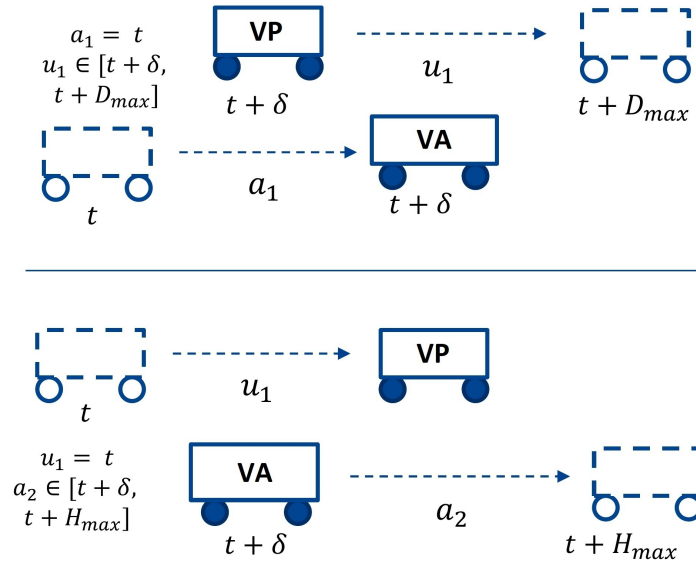 a₁ = t
u₁ ∈ [t + δ,
t + D_max]
VP
t + δ
u₁
t + D_max
t
a₁
VA
t + δ
t
u₁
VP
u₁ = t
a₂ ∈ [t + δ,
t + H_max]
VA
t + δ
a₂
t + H_max